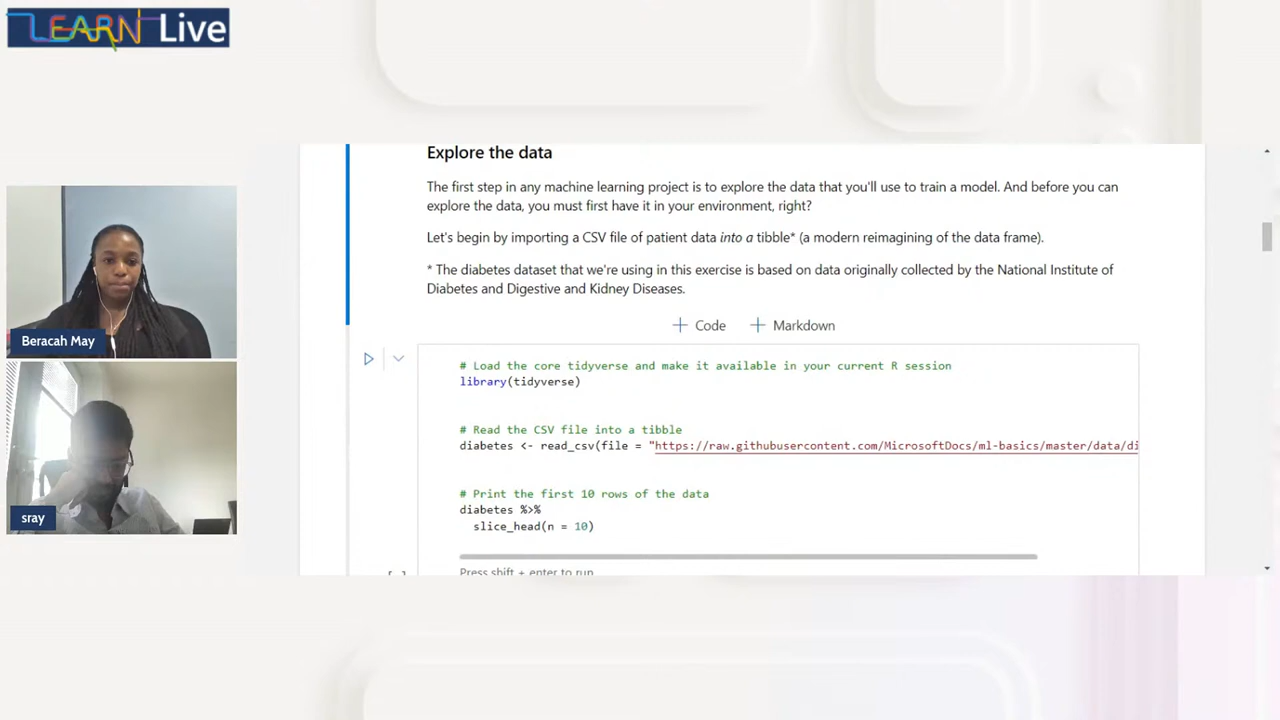 LEARN Live
Explore the data
The first step in any machine learning project is to explore the data that you'll use to train a model. And before you can
explore the data, you must first have it in your environment, right?
Let's begin by importing a CSV file of patient data into a tibble* (a modern reimagining of the data frame).
* The diabetes dataset that we're using in this exercise is based on data originally collected by the National Institute of
Diabetes and Digestive and Kidney Diseases.
+ Code + Markdown
# Load the core tidyverse and make it available in your current R session
library(tidyverse)
# Read the CSV file into a tibble
diabetes <- read_csv(file = "https://raw.githubusercontent.com/MicrosoftDocs/ml-basics/master/data/di
# Print the first 10 rows of the data
diabetes %>%
slice_head(n = 10)
[ ]
Press shift + enter to run
Beracah May
sray